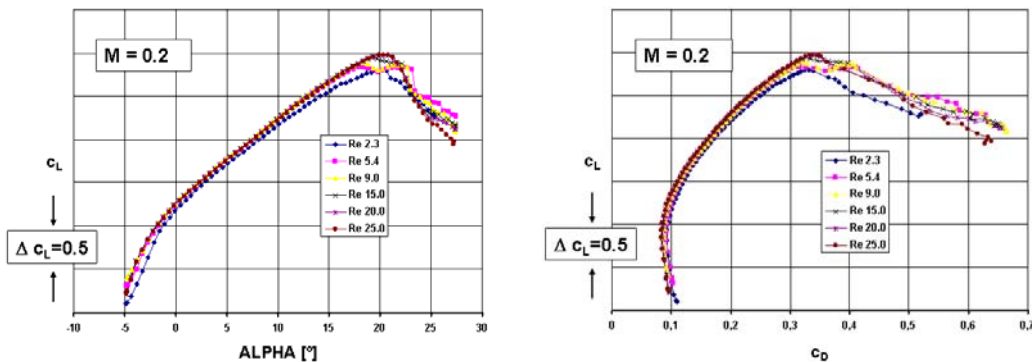 M = 0.2
c_L
Re 2.3
Re 5.4
Re 9.0
Re 15.0
Re 20.0
Re 25.0
Δ c_L=0.5
-10 -5 0 5 10 15 20 25 30
ALPHA [º]
M = 0.2
c_L
Re 2.3
Re 5.4
Re 9.0
Re 15.0
Re 20.0
Re 25.0
Δ c_L=0.5
0 0,1 0,2 0,3 0,4 0,5 0,6 0,7
c_D